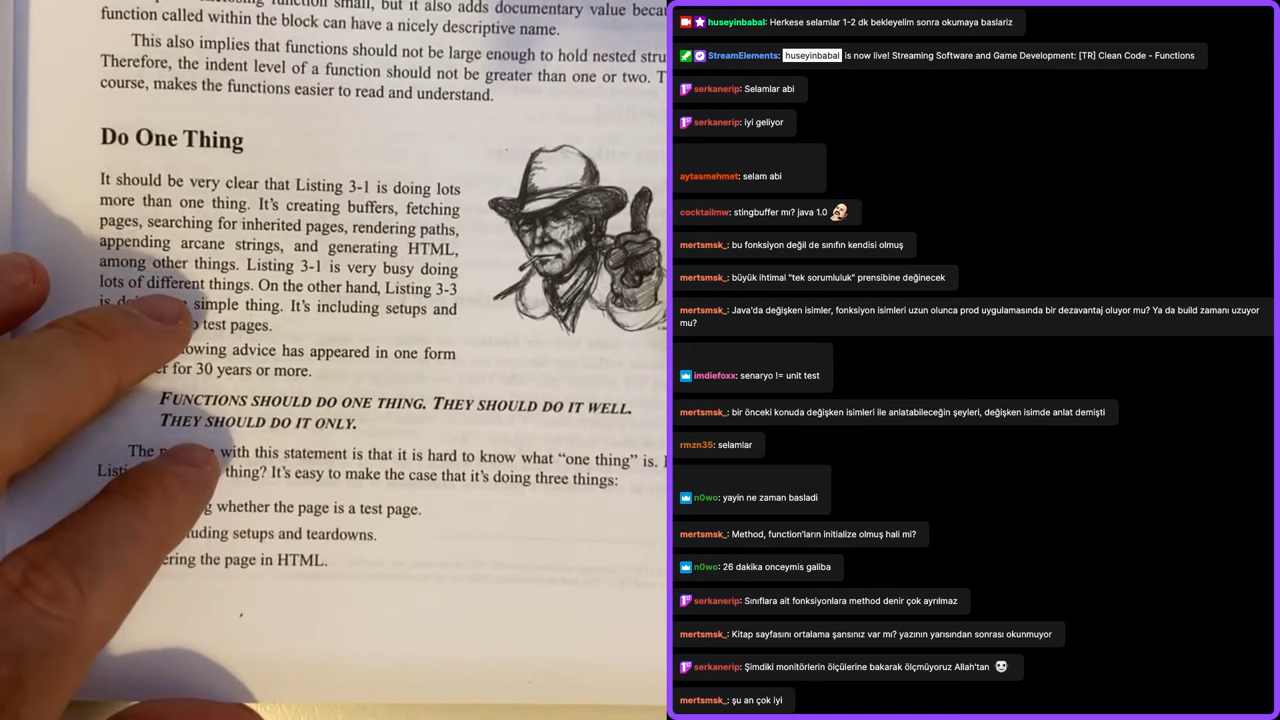 function small, but it also adds documentary value
function called within the block can have a nicely descriptive name.
This also implies that functions should not be large enough to hold nested
Therefore, the indent level of a function should not be greater than one or two.
course, makes the functions easier to read and understand.
Do One Thing
It should be very clear that Listing 3-1 is doing lots
more than one thing. It's creating buffers, fetching
pages, searching for inherited pages, rendering paths,
appending arcane strings, and generating HTML,
among other things. Listing 3-1 is very busy doing
lots of different things. On the other hand, Listing 3-3
is simple thing. It's including setups and
test pages.
advice has appeared in one form
for 30 years or more.
FUNCTIONS SHOULD DO ONE THING. THEY SHOULD DO IT WELL.
THEY SHOULD DO IT ONLY.
The with this statement is that it is hard to know what “one thing” is.
thing? It's easy to make the case that it's doing three things:
whether the page is a test page.
setups and teardowns.
the page in HTML.
huseyinbabal: Herkese selamlar 1-2 dk bekleyelim sonra okumaya baslariz
StreamElements: huseyinbabal is now live! Streaming Software and Game Development: [TR] Clean Code - Functions
serkanerip: Selamlar abi
serkanerip: iyi geliyor
aytasmehmet: selam abi
cocktailmw: stingbuffer mı? java 1.0
mertsmsk_: bu fonksiyon değil de sınıfın kendisi olmuş
mertsmsk_: büyük ihtimal "tek sorumluluk" prensibine değinecek
mertsmsk_: Java'da değişken isimler, fonksiyon isimleri uzun olunca prod uygulamasında bir dezavantaj oluyor mu? Ya da build zamanı uzuyor
mu?
imdiefoxx: senaryo != unit test
mertsmsk_: bir önceki konuda değişken isimleri ile anlatabileceğin şeyleri, değişken isimde anlat demişti
rmzn35: selamlar
n0wo: yayin ne zaman basladi
mertsmsk_: Method, function'ların initialize olmuş hali mi?
n0wo: 26 dakika onceymis galiba
serkanerip: Sınıflara ait fonksiyonlara method denir çok ayrılmaz
mertsmsk_: Kitap sayfasını ortalama şansınız var mı? yazının yarısından sonrası okunmuyor
serkanerip: Şimdiki monitörlerin ölçülerine bakarak ölçmüyoruz Allah'tan
mertsmsk_: şu an çok iyi